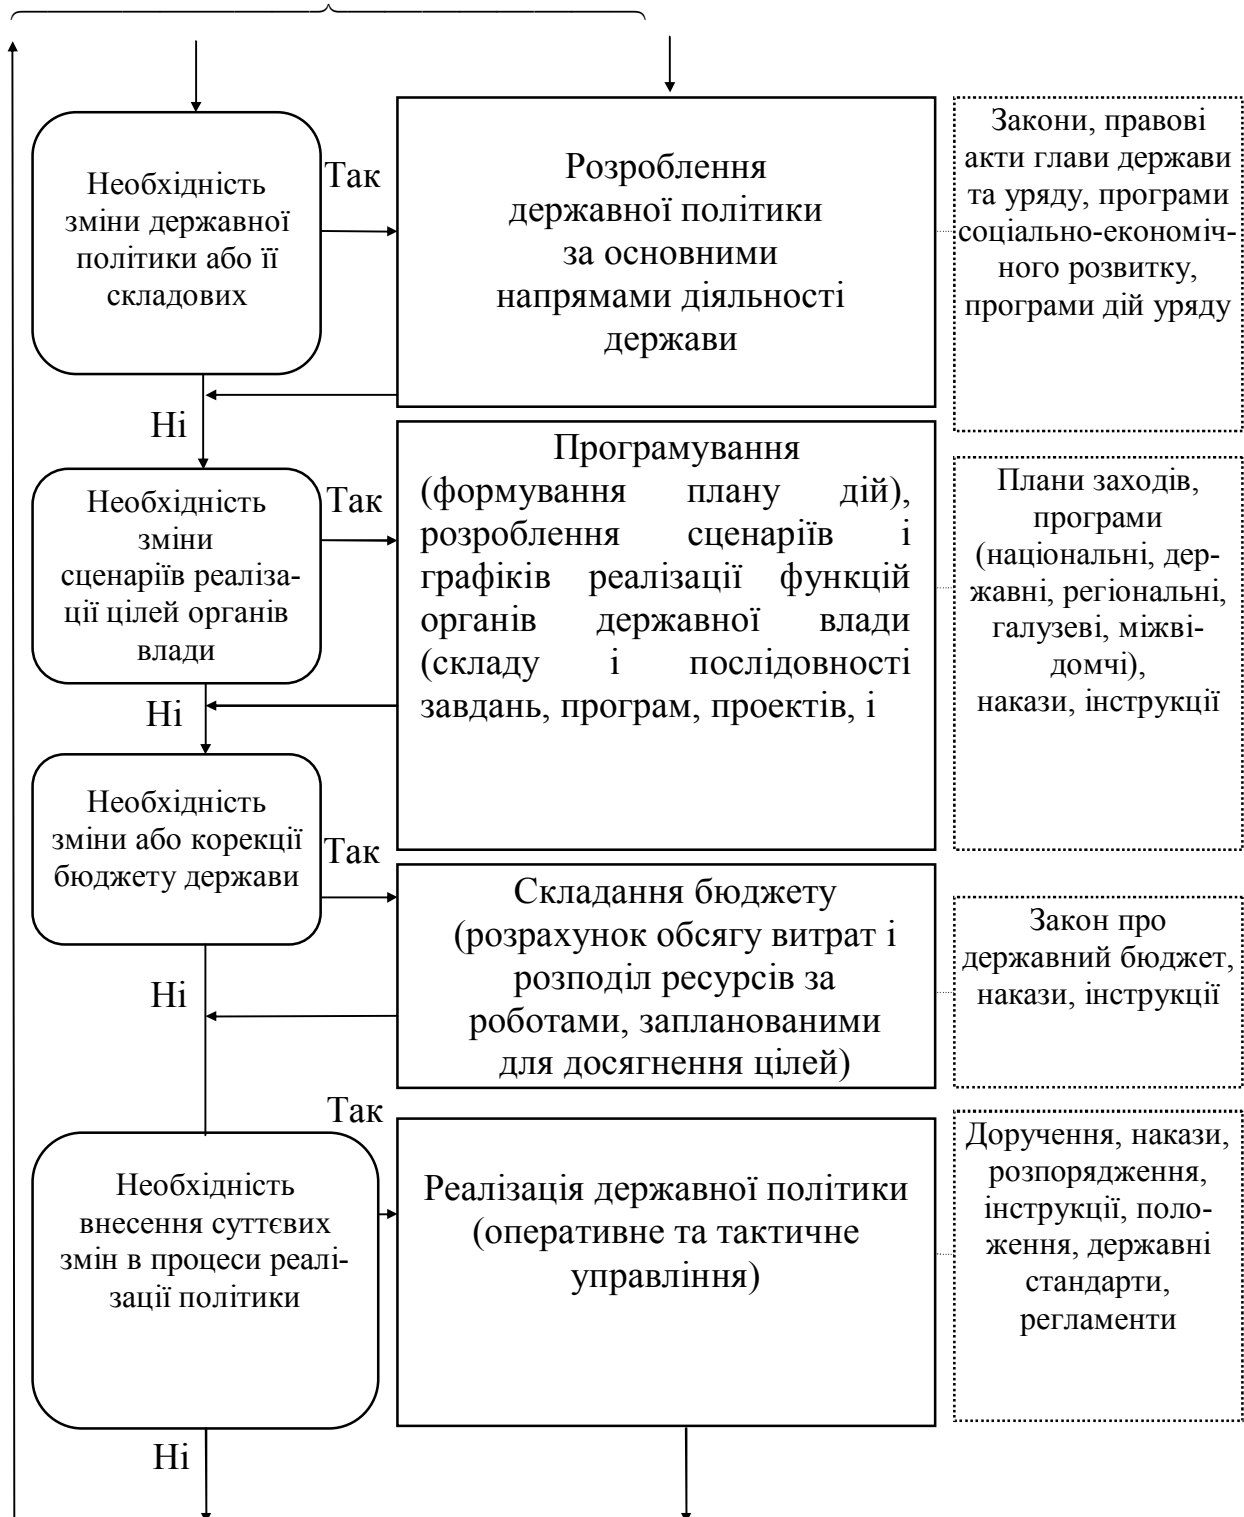 Необхідність
зміни державної
політики або її
складових
Так
Розроблення
державної політики
за основними
напрямами діяльності
держави
Закони, правові
акти глави держави
та уряду, програми
соціально-економіч-
ного розвитку,
програми дій уряду
Ні
Необхідність
зміни
сценаріїв реаліза-
ції цілей органів
влади
Так
Програмування
(формування плану дій),
розроблення сценаріїв і
графіків реалізації функцій
органів державної влади
(складу і послідовності
завдань, програм, проектів, і
Плани заходів,
програми
(національні, дер-
жавні, регіональні,
галузеві, міжві-
домчі),
накази, інструкції
Ні
Необхідність
зміни або корекції
бюджету держави
Так
Складання бюджету
(розрахунок обсягу витрат і
розподіл ресурсів за
роботами, запланованими
для досягнення цілей)
Закон про
державний бюджет,
накази, інструкції
Ні
Необхідність
внесення суттєвих
змін в процеси реалі-
зації політики
Так
Реалізація державної політики
(оперативне та тактичне
управління)
Доручення, накази,
розпорядження,
інструкції, поло-
ження, державні
стандарти,
регламенти
Ні